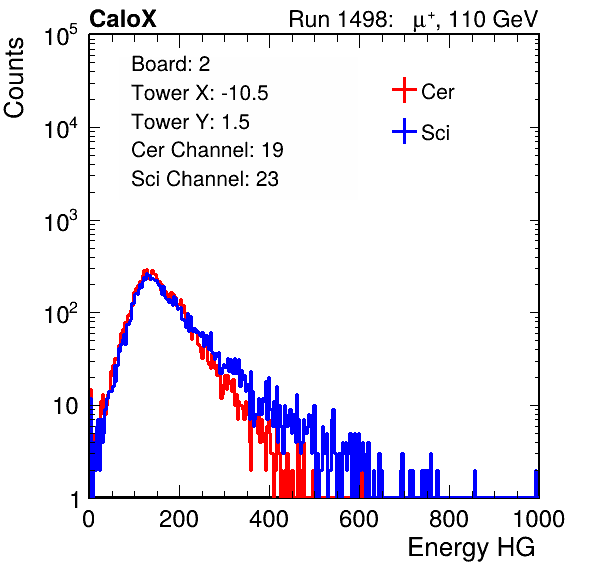 CaloX Run 1498: μ⁺, 110 GeV
Counts
Board: 2
Tower X: -10.5
Tower Y: 1.5
Cer Channel: 19
Sci Channel: 23
Cer
Sci
10⁵
10⁴
10³
10²
10
1
0 200 400 600 800 1000
Energy HG